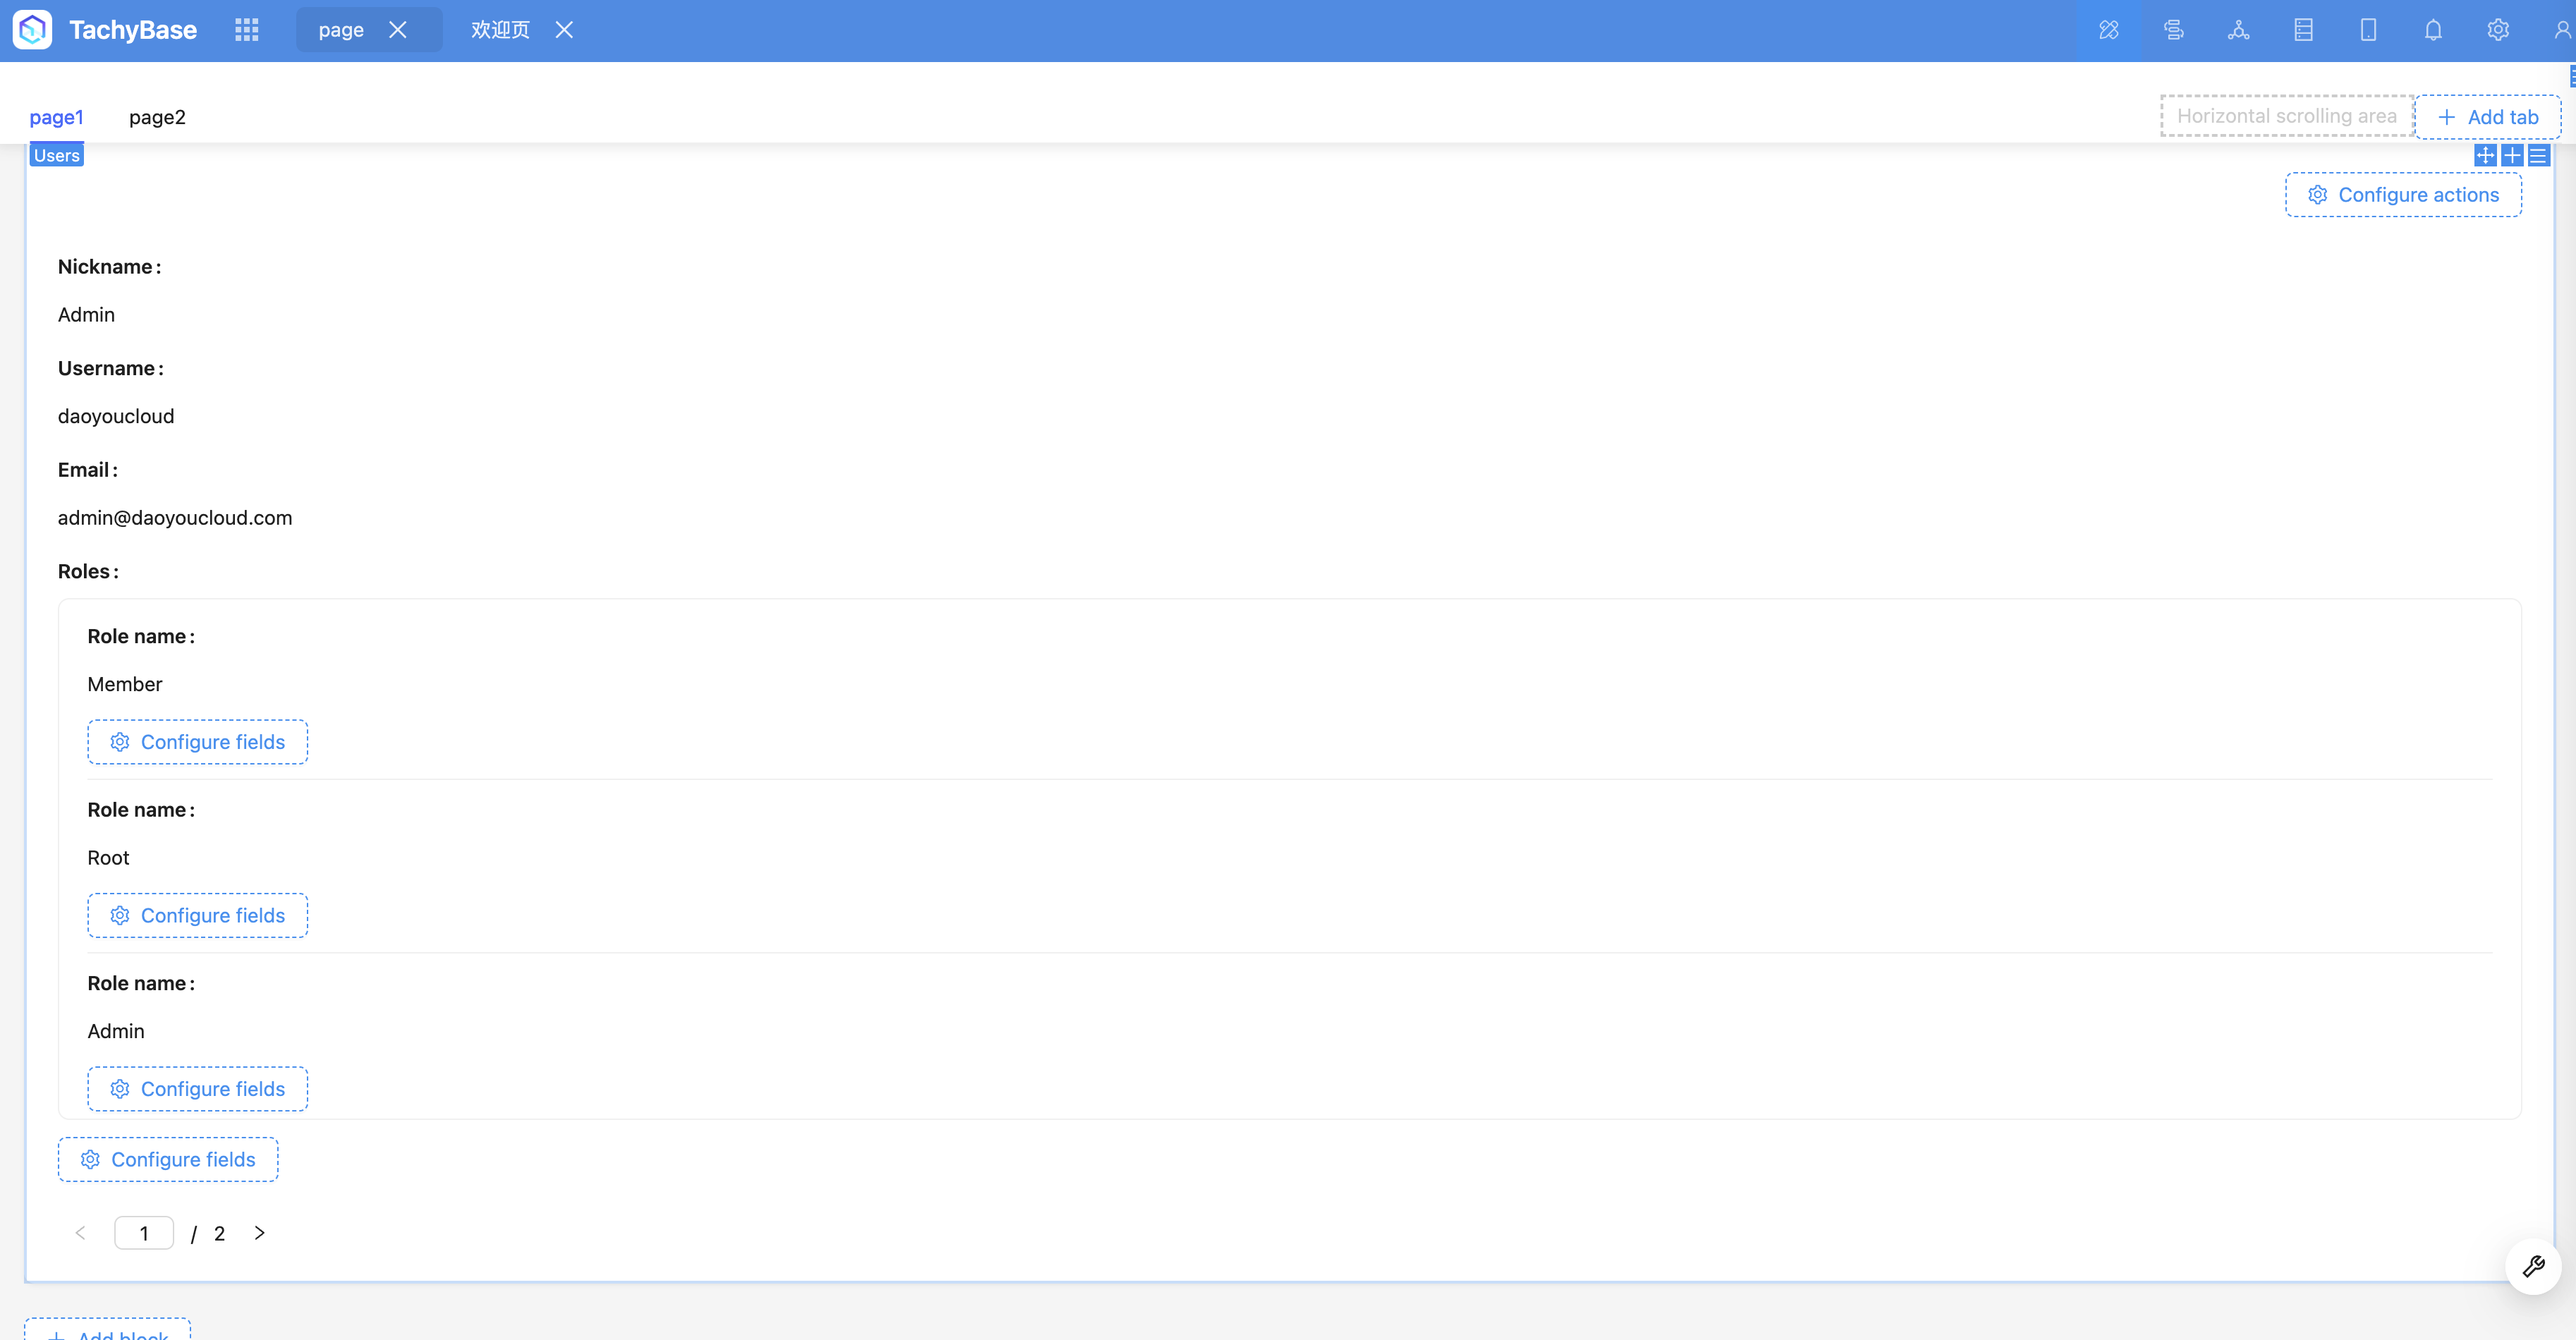 TachyBase page 欢迎页
page1 page2 Horizontal scrolling area Add tab
Users
Configure actions
Nickname:
Admin
Username:
daoyoucloud
Email:
admin@daoyoucloud.com
Roles:
Role name:
Member
Configure fields
Role name:
Root
Configure fields
Role name:
Admin
Configure fields
Configure fields
1 / 2
Add block